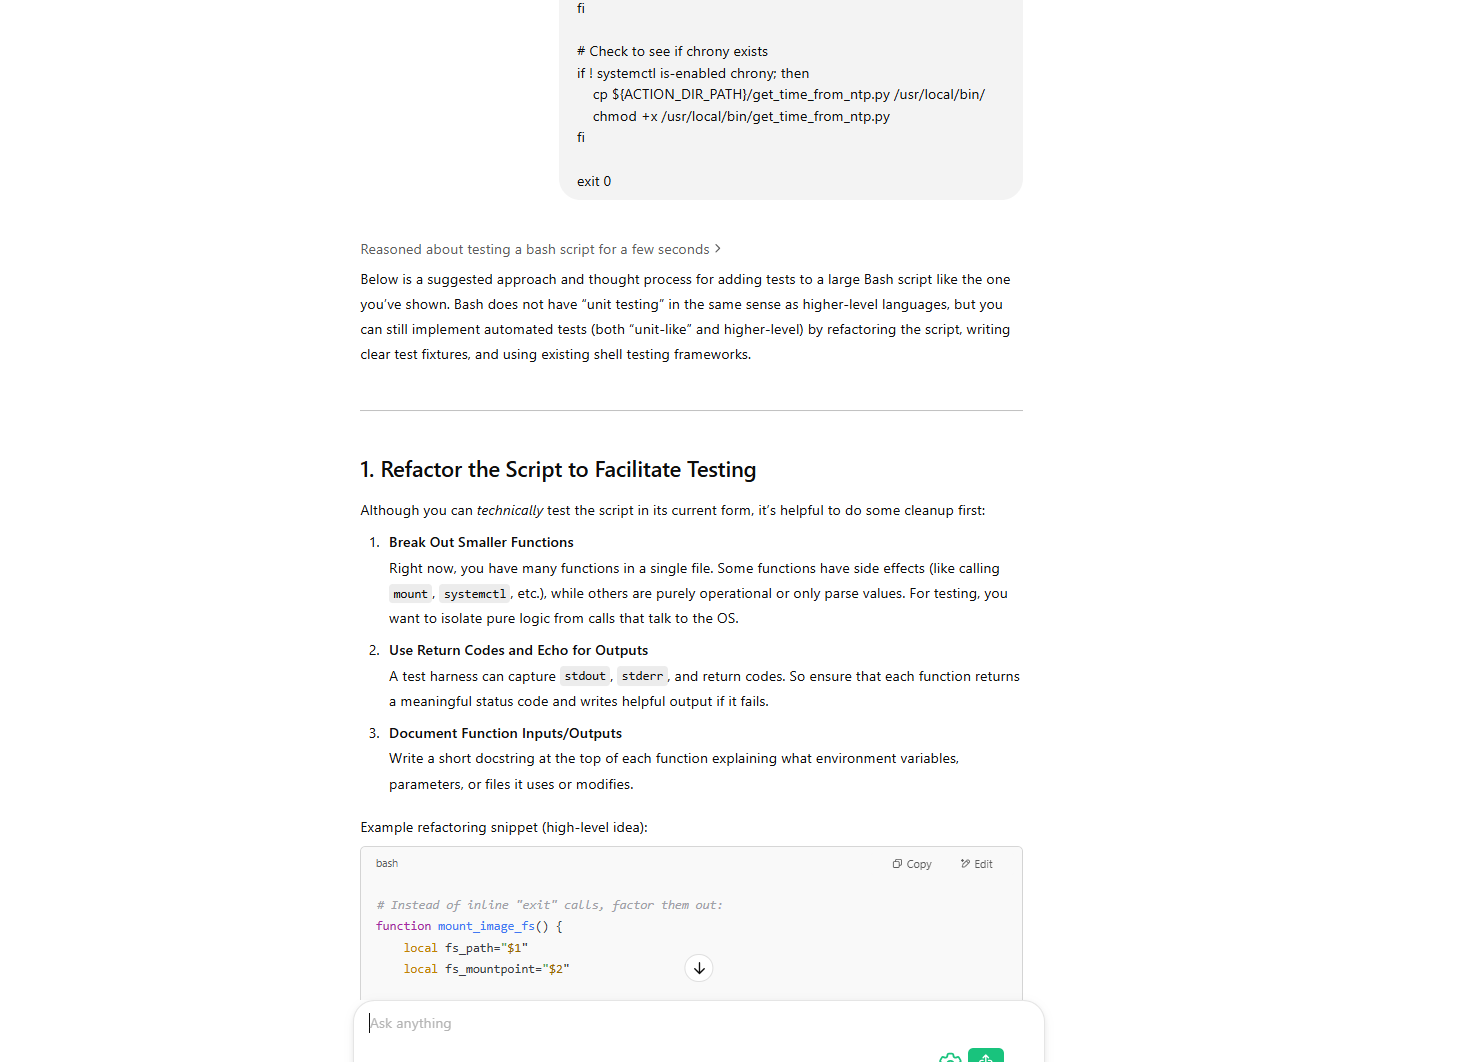 fi
# Check to see if chrony exists
if ! systemctl is-enabled chrony; then
cp ${ACTION_DIR_PATH}/get_time_from_ntp.py /usr/local/bin/
chmod +x /usr/local/bin/get_time_from_ntp.py
fi
exit 0
Reasoned about testing a bash script for a few seconds
Below is a suggested approach and thought process for adding tests to a large Bash script like the one
you’ve shown. Bash does not have “unit testing” in the same sense as higher-level languages, but you
can still implement automated tests (both “unit-like” and higher-level) by refactoring the script, writing
clear test fixtures, and using existing shell testing frameworks.
1. Refactor the Script to Facilitate Testing
Although you can technically test the script in its current form, it’s helpful to do some cleanup first:
1. Break Out Smaller Functions
Right now, you have many functions in a single file. Some functions have side effects (like calling
mount, systemctl, etc.), while others are purely operational or only parse values. For testing, you
want to isolate pure logic from calls that talk to the OS.
2. Use Return Codes and Echo for Outputs
A test harness can capture stdout, stderr, and return codes. So ensure that each function returns
a meaningful status code and writes helpful output if it fails.
3. Document Function Inputs/Outputs
Write a short docstring at the top of each function explaining what environment variables,
parameters, or files it uses or modifies.
Example refactoring snippet (high-level idea):
bash Copy Edit
# Instead of inline "exit" calls, factor them out:
function mount_image_fs() {
local fs_path="$1"
local fs_mountpoint="$2"
Ask anything